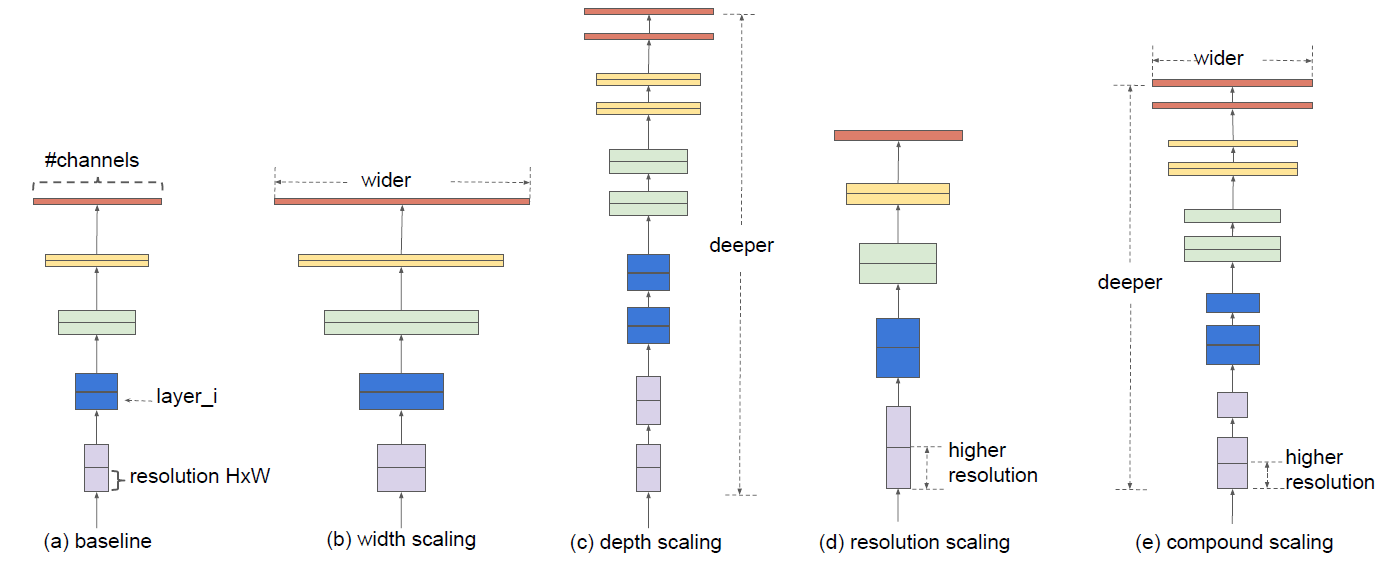 #channels
layer_i
resolution HxW
(a) baseline
wider
(b) width scaling
deeper
(c) depth scaling
higher
resolution
(d) resolution scaling
wider
deeper
higher
resolution
(e) compound scaling